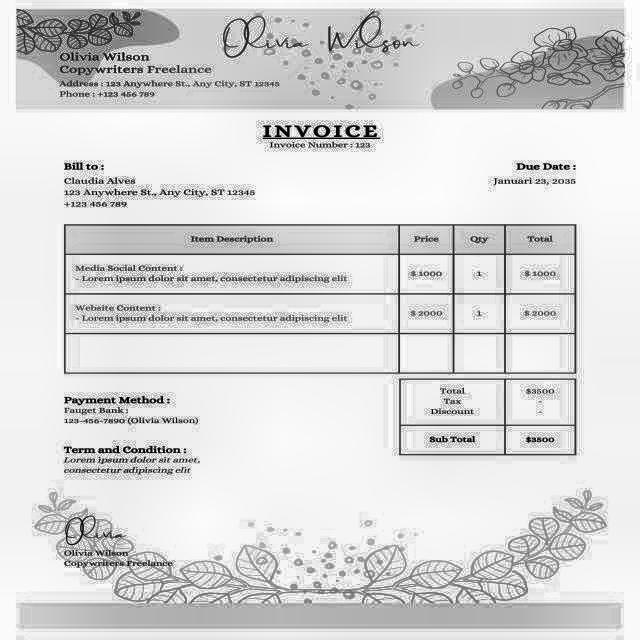 Olivia Wilson
Olivia Wilson
Copywriters Freelance
Address : 123 Anywhere St., Any City, ST 12345
Phone : +123 456 789
INVOICE
Invoice Number : 123
Bill to :
Due Date :
Claudia Alves
Januari 23, 2035
123 Anywhere St., Any City, ST 12345
+123 456 789
Item Description Price Qty Total
Media Social Content :
- Lorem ipsum dolor sit amet, consectetur adipiscing elit
$ 1000 1 $ 1000
Website Content :
- Lorem ipsum dolor sit amet, consectetur adipiscing elit
$ 2000 1 $ 2000
Total $3500
Tax -
Discount -
Sub Total $3500
Payment Method :
Fauget Bank :
123-456-7890 (Olivia Wilson)
Term and Condition :
Lorem ipsum dolor sit amet,
consectetur adipiscing elit
Olivia
Olivia Wilson
Copywriters Freelance